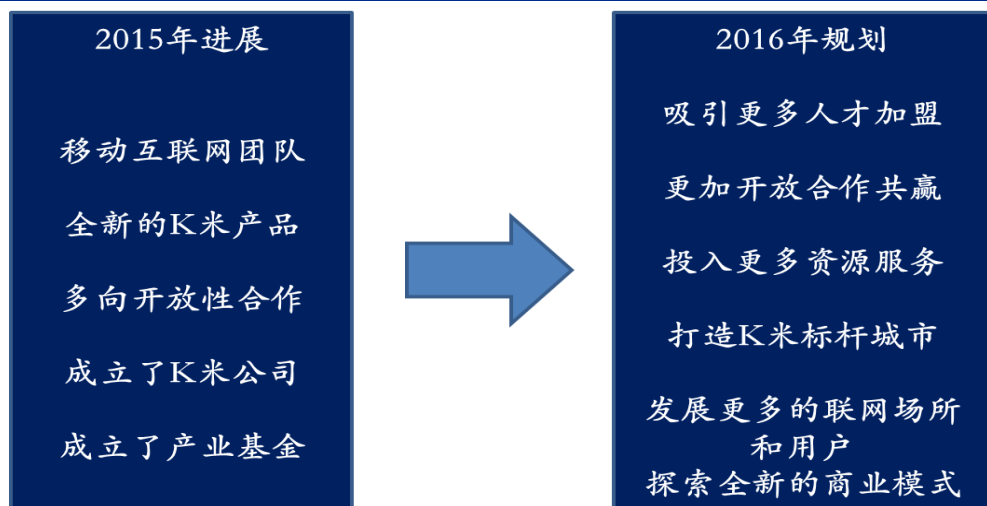 2015年进展
移动互联网团队
全新的K米产品
多向开放性合作
成立了K米公司
成立了产业基金
2016年规划
吸引更多人才加盟
更加开放合作共赢
投入更多资源服务
打造K米标杆城市
发展更多的联网场所
和用户
探索全新的商业模式